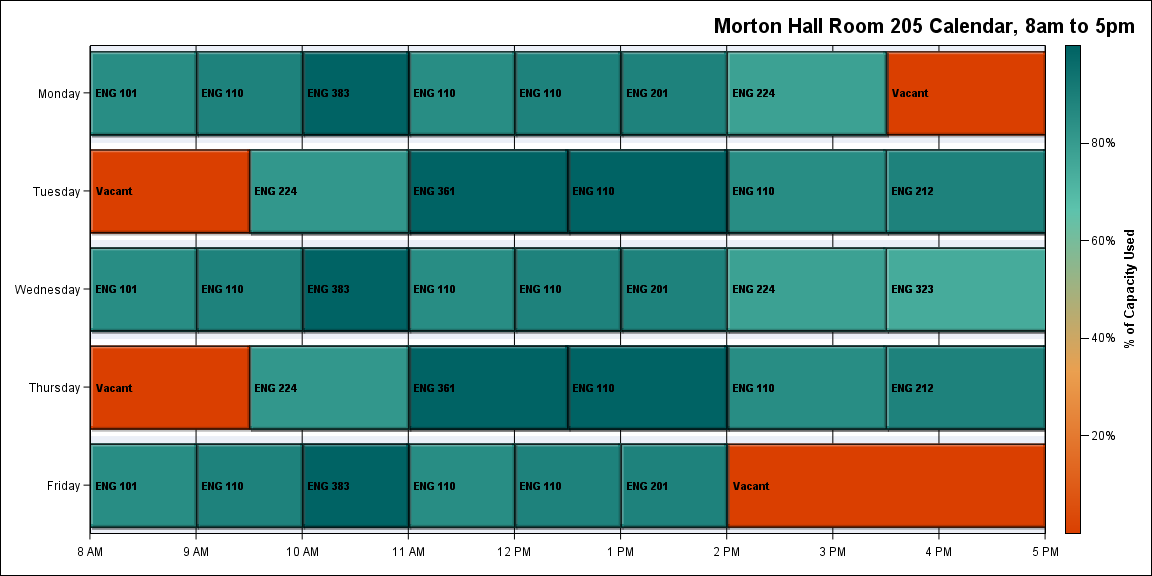 Morton Hall Room 205 Calendar, 8am to 5pm
Monday
ENG 101
ENG 110
ENG 383
ENG 110
ENG 110
ENG 201
ENG 224
Vacant
Tuesday
Vacant
ENG 224
ENG 361
ENG 110
ENG 110
ENG 212
Wednesday
ENG 101
ENG 110
ENG 383
ENG 110
ENG 110
ENG 201
ENG 224
ENG 323
Thursday
Vacant
ENG 224
ENG 361
ENG 110
ENG 110
ENG 212
Friday
ENG 101
ENG 110
ENG 383
ENG 110
ENG 110
ENG 201
Vacant
8 AM
9 AM
10 AM
11 AM
12 PM
1 PM
2 PM
3 PM
4 PM
5 PM
80%
60%
40%
20%
% of Capacity Used